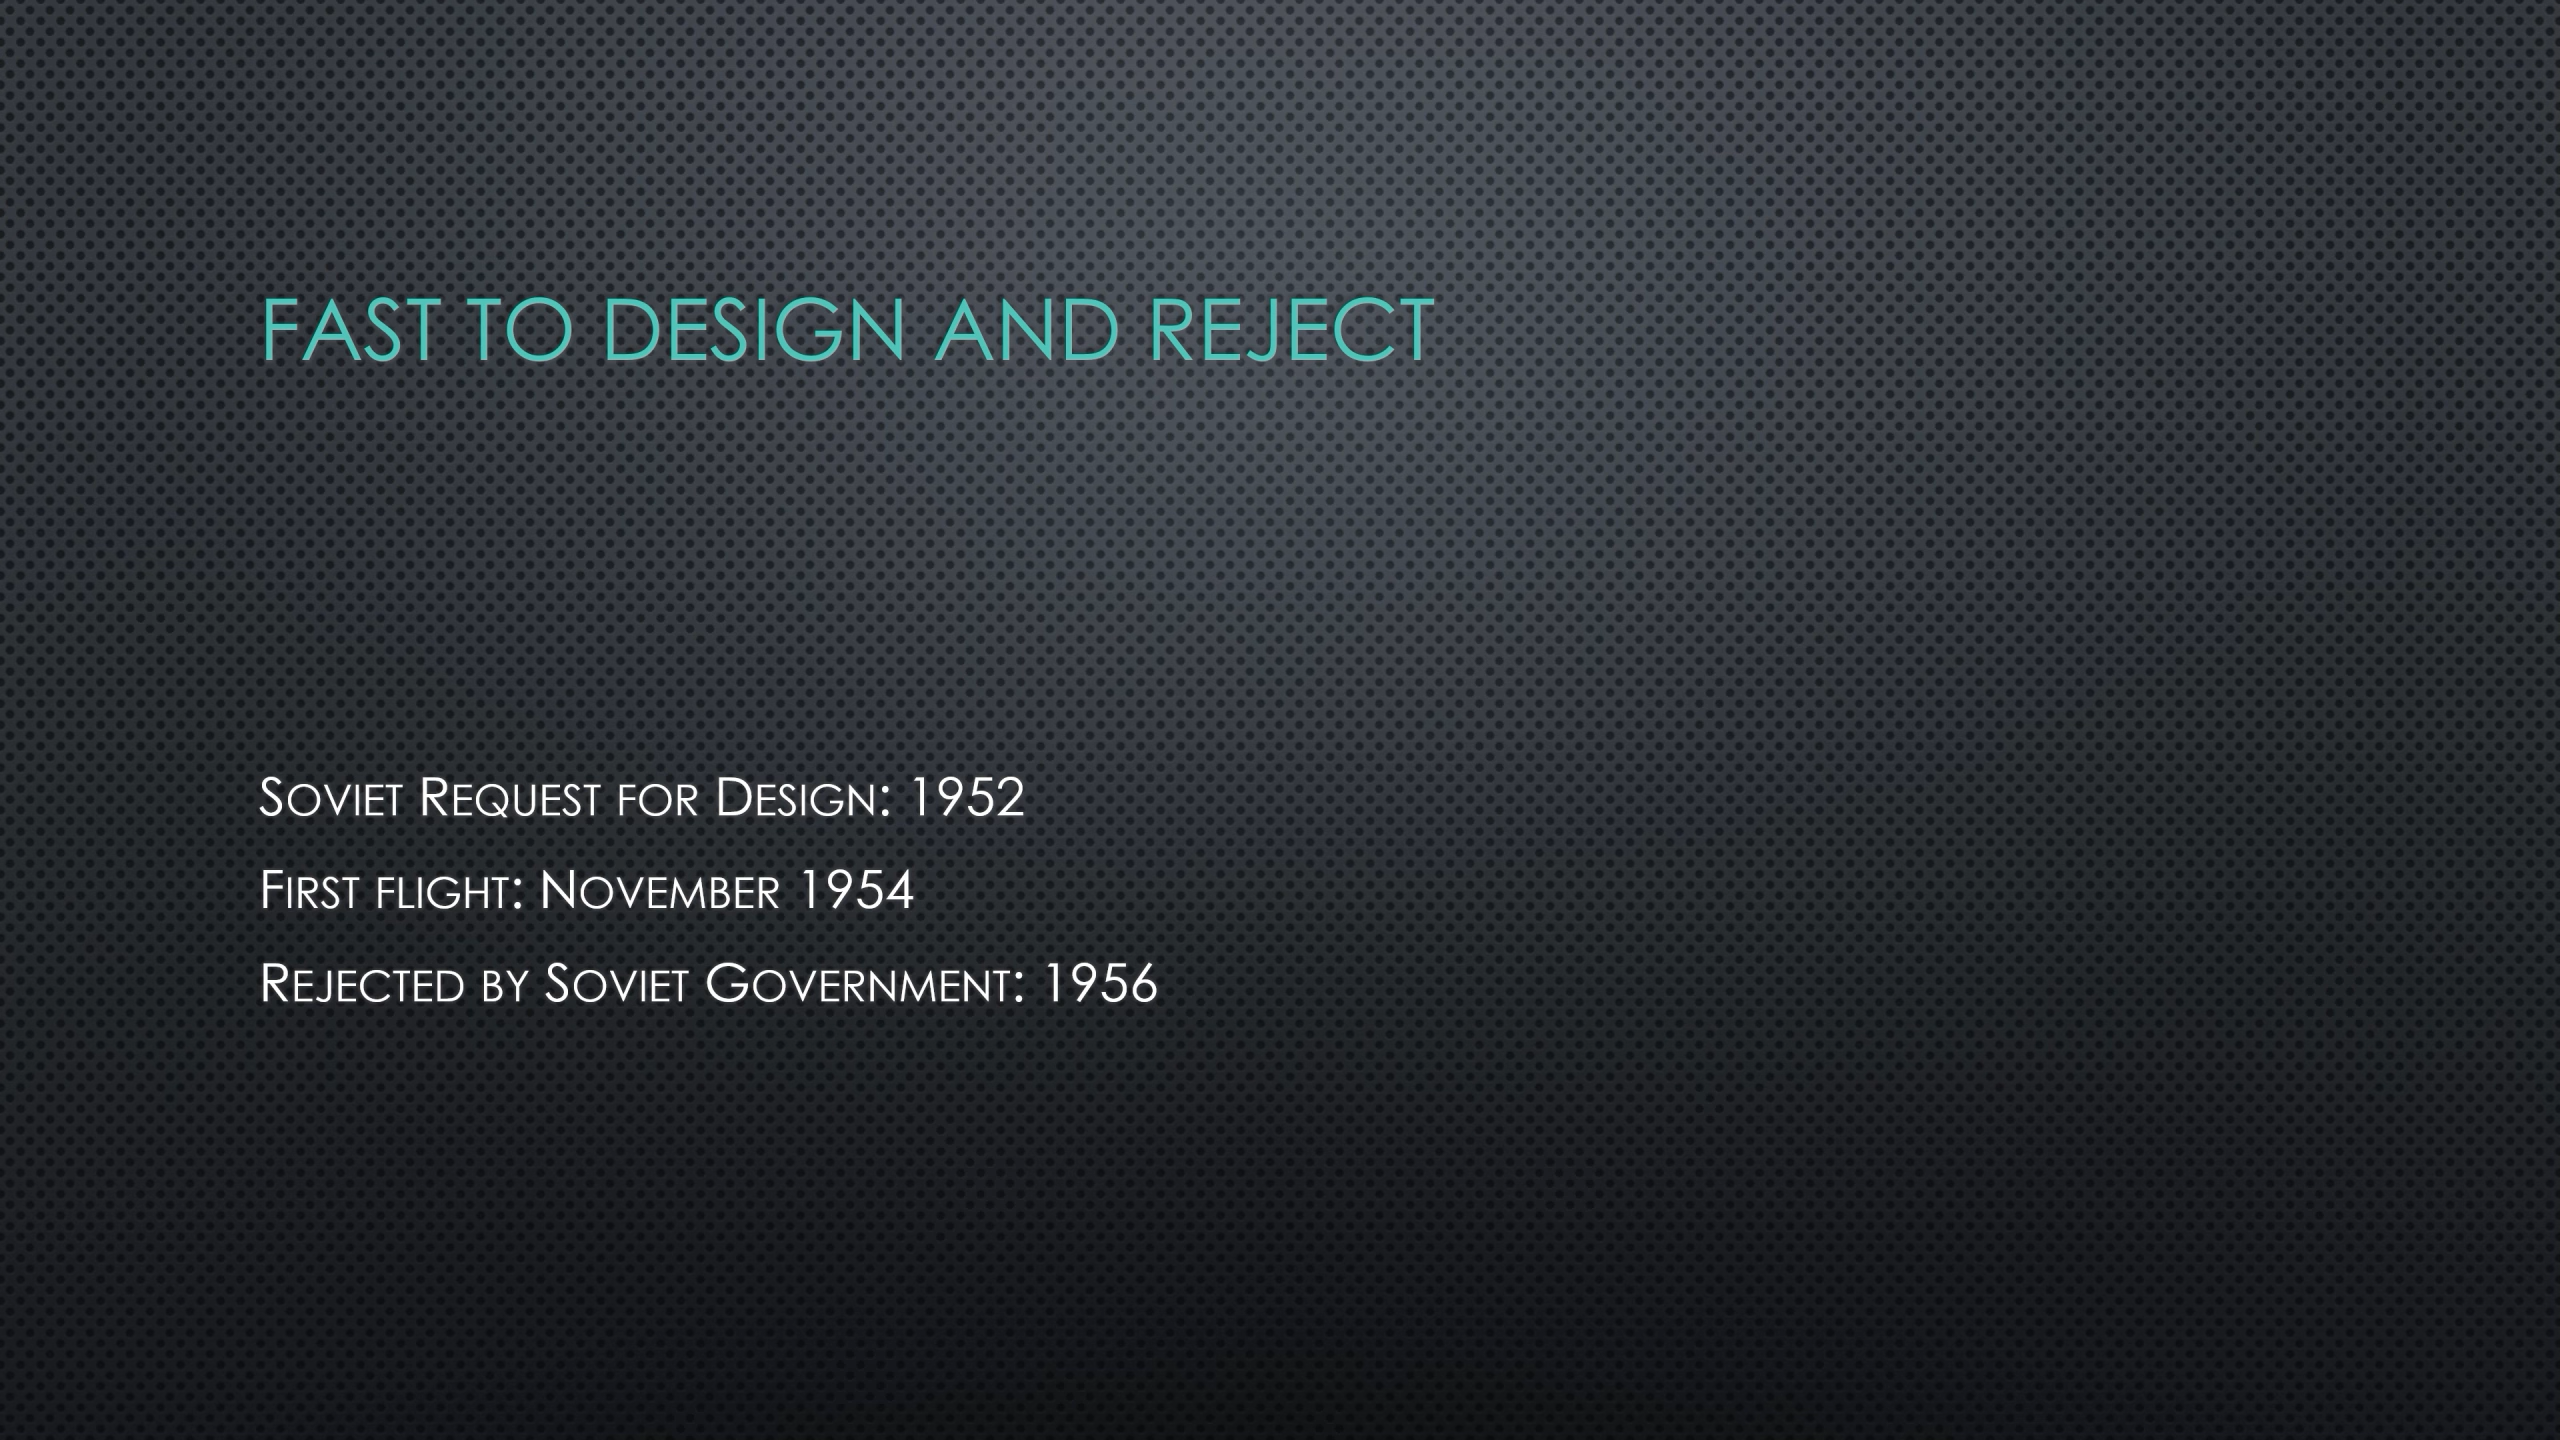 FAST TO DESIGN AND REJECT
SOVIET REQUEST FOR DESIGN: 1952
FIRST FLIGHT: NOVEMBER 1954
REJECTED BY SOVIET GOVERNMENT: 1956